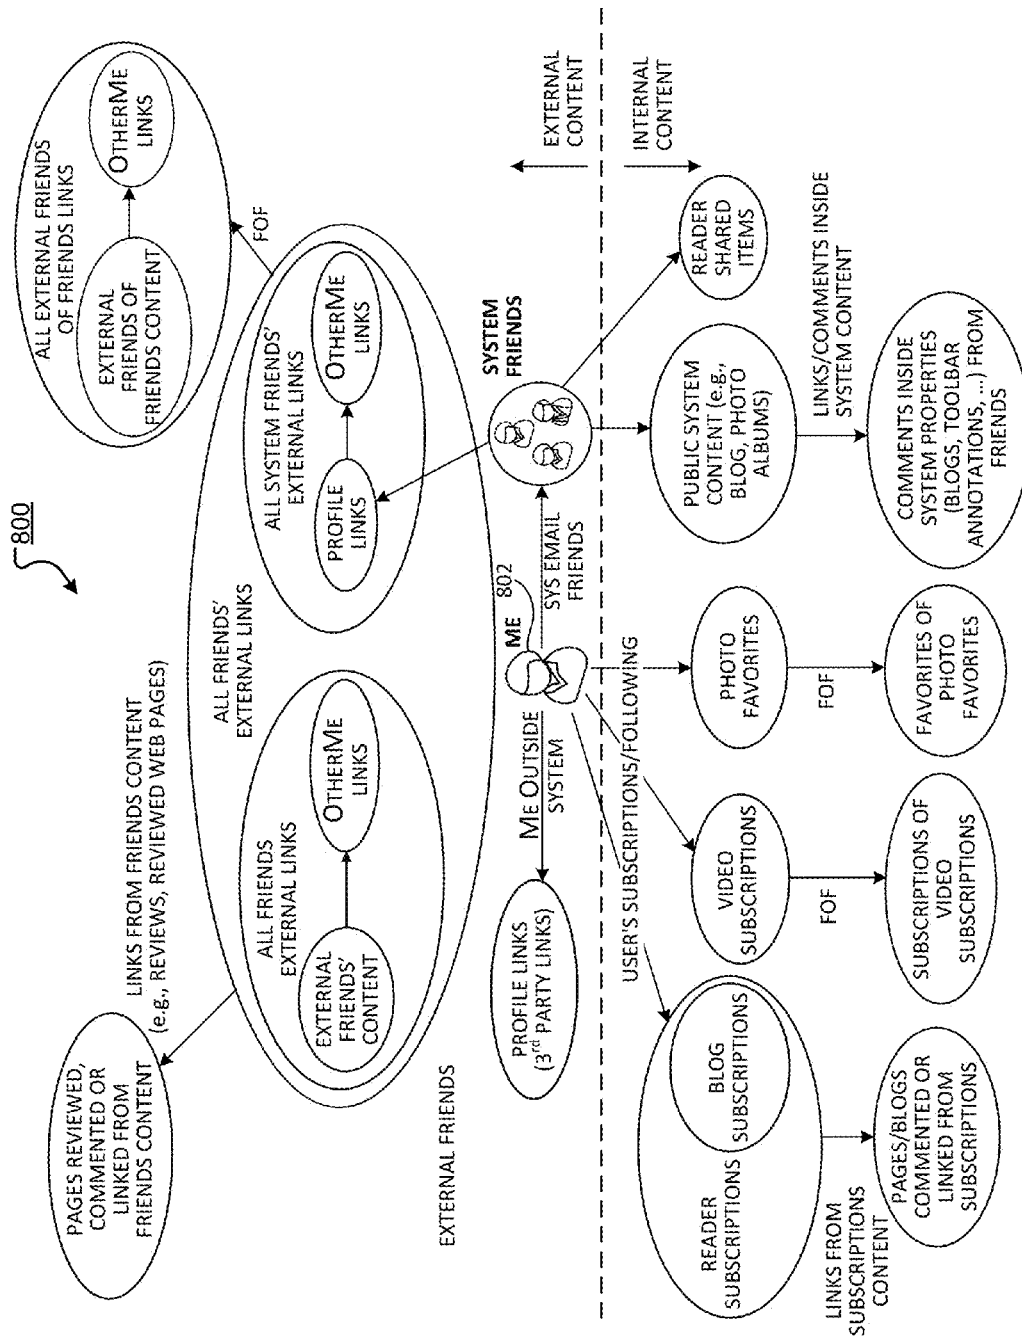 800
LINKS FROM FRIENDS CONTENT
(e.g., REVIEWS, REVIEWED WEB PAGES)
PAGES REVIEWED,
COMMENTED OR
LINKED FROM
FRIENDS CONTENT
ALL EXTERNAL FRIENDS
OF FRIENDS LINKS
EXTERNAL
FRIENDS OF
FRIENDS CONTENT
OTHERME
LINKS
FOF
ALL FRIENDS'
EXTERNAL LINKS
ALL FRIENDS
EXTERNAL LINKS
EXTERNAL
FRIENDS'
CONTENT
OTHERME
LINKS
ALL SYSTEM FRIENDS'
EXTERNAL LINKS
PROFILE
LINKS
OTHERME
LINKS
EXTERNAL FRIENDS
PROFILE LINKS
(3rd PARTY LINKS)
ME OUTSIDE
SYSTEM
ME
802
SYS EMAIL
FRIENDS
SYSTEM
FRIENDS
EXTERNAL
CONTENT
INTERNAL
CONTENT
USER'S SUBSCRIPTIONS/FOLLOWING
READER
SUBSCRIPTIONS
BLOG
SUBSCRIPTIONS
VIDEO
SUBSCRIPTIONS
PHOTO
FAVORITES
PUBLIC SYSTEM
CONTENT (e.g.,
BLOG, PHOTO
ALBUMS)
READER
SHARED
ITEMS
LINKS FROM
SUBSCRIPTIONS
CONTENT
FOF
FOF
LINKS/COMMENTS INSIDE
SYSTEM CONTENT
PAGES/BLOGS
COMMENTED OR
LINKED FROM
SUBSCRIPTIONS
SUBSCRIPTIONS OF
VIDEO
SUBSCRIPTIONS
FAVORITES OF
PHOTO
FAVORITES
COMMENTS INSIDE
SYSTEM PROPERTIES
(BLOGS, TOOLBAR
ANNOTATIONS, ...) FROM
FRIENDS